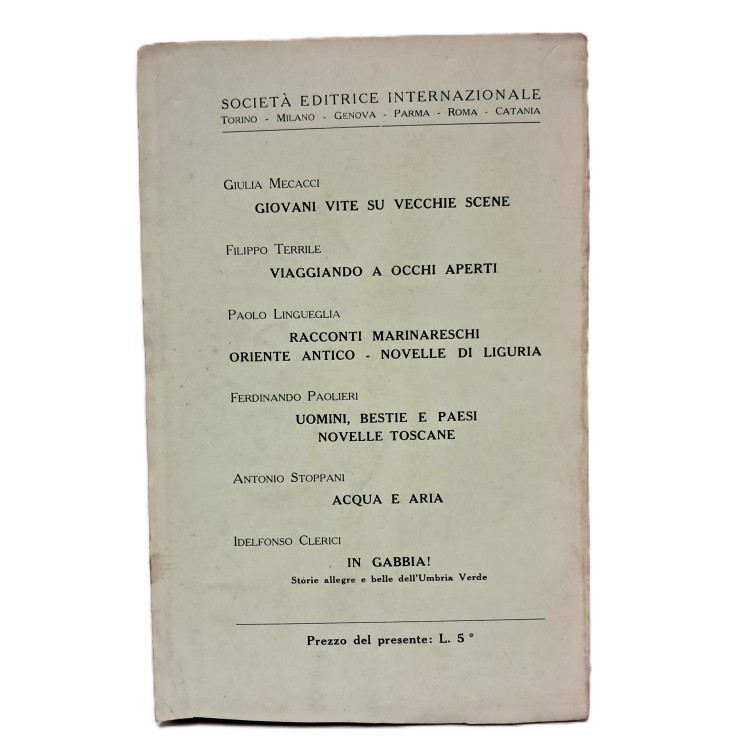 SOCIETÀ EDITRICE INTERNAZIONALE
TORINO - MILANO - GENOVA - PARMA - ROMA - CATANIA
GIULIA MECACCI
GIOVANI VITE SU VECCHIE SCENE
FILIPPO TERRILE
VIAGGIANDO A OCCHI APERTI
PAOLO LINGUEGLIA
RACCONTI MARINARESCHI
ORIENTE ANTICO - NOVELLE DI LIGURIA
FERDINANDO PAOLIERI
UOMINI, BESTIE E PAESI
NOVELLE TOSCANE
ANTONIO STOPPANI
ACQUA E ARIA
IDELFONSO CLERICI
IN GABBIA!
Storie allegre e belle dell'Umbria Verde
Prezzo del presente: L. 5°